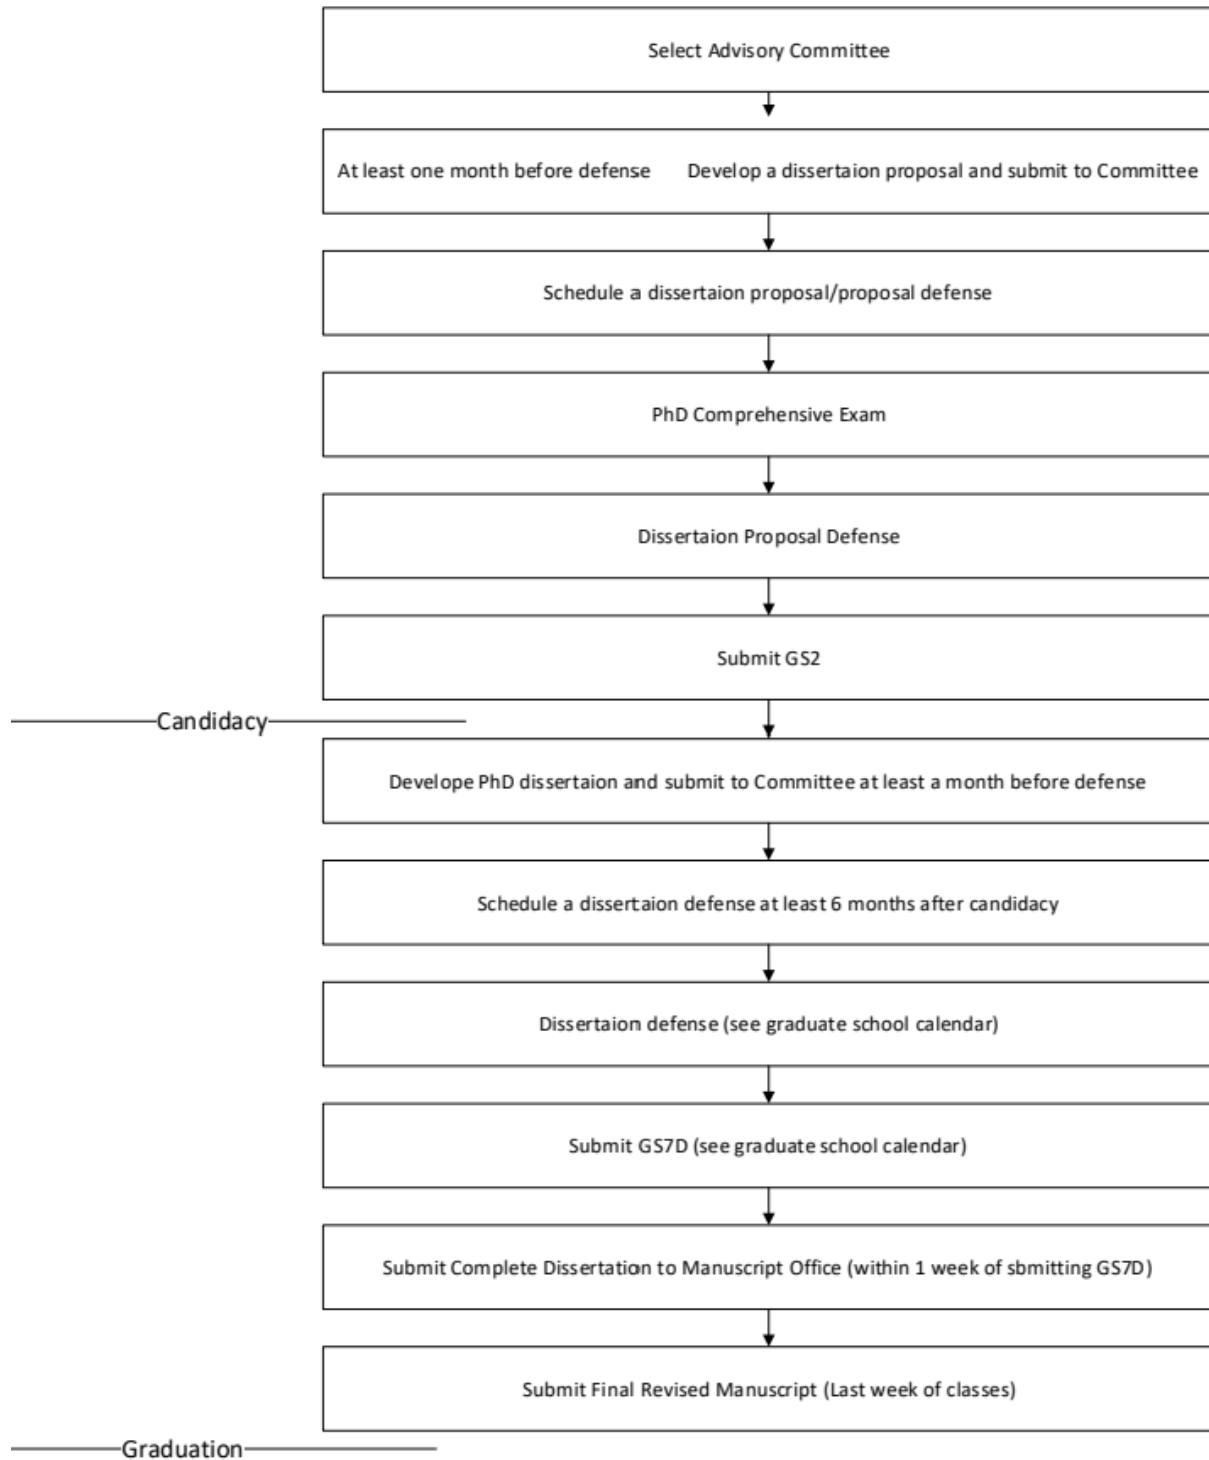 Select Advisory Committee
At least one month before defense Develop a dissertaion proposal and submit to Committee
Schedule a dissertaion proposal/proposal defense
PhD Comprehensive Exam
Dissertaion Proposal Defense
Submit GS2
Candidacy
Develope PhD dissertaion and submit to Committee at least a month before defense
Schedule a dissertaion defense at least 6 months after candidacy
Dissertaion defense (see graduate school calendar)
Submit GS7D (see graduate school calendar)
Submit Complete Dissertation to Manuscript Office (within 1 week of sbmitting GS7D)
Submit Final Revised Manuscript (Last week of classes)
Graduation